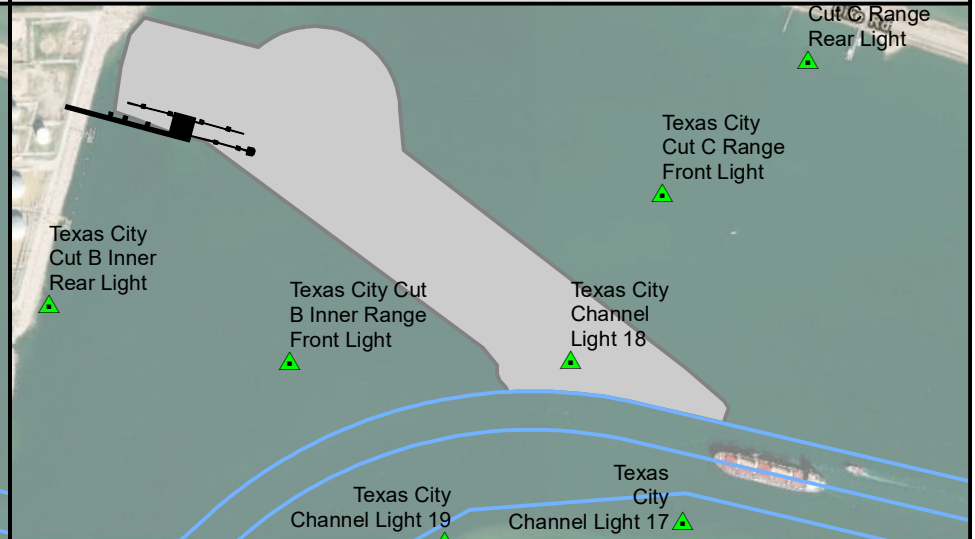 Cut C Range
Rear Light
Texas City
Cut C Range
Front Light
Texas City
Cut B Inner
Rear Light
Texas City Cut
B Inner Range
Front Light
Texas City
Channel
Light 18
Texas City
Channel Light 19
Texas
City
Channel Light 17